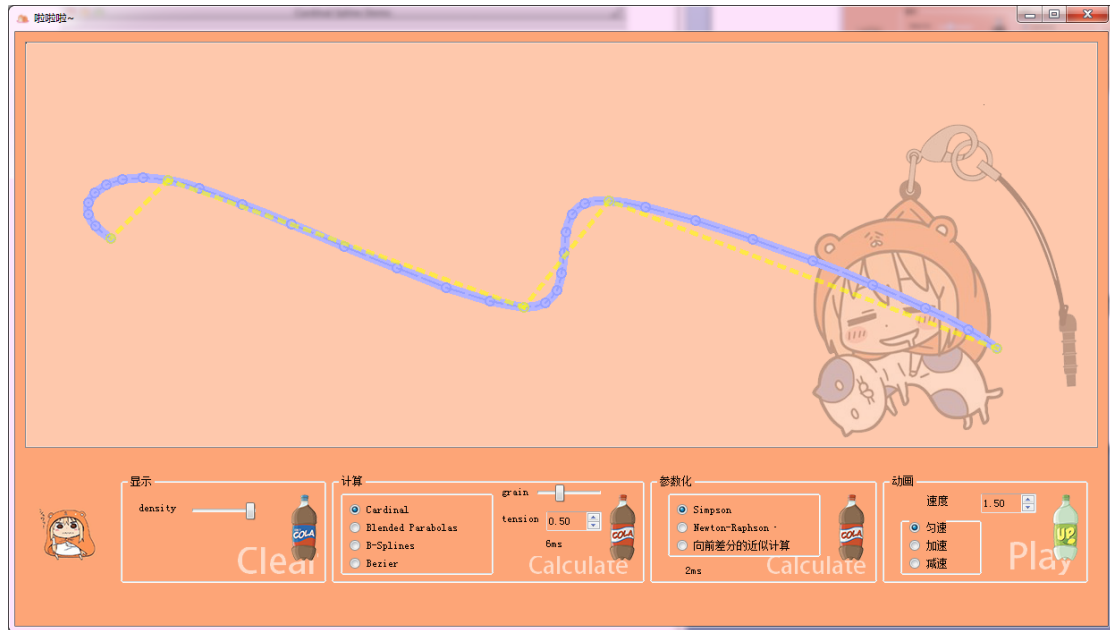 啦啦啦~
显示
density
COLA
Clear
计算
Cardinal
Blended Parabolas
B-Splines
Bezier
grain
tension 0.50
6ms
COLA
Calculate
参数化
Simpson
Newton-Raphson
向前差分的近似计算
2ms
COLA
Calculate
动画
速度 1.50
匀速
加速
减速
UP!
Play